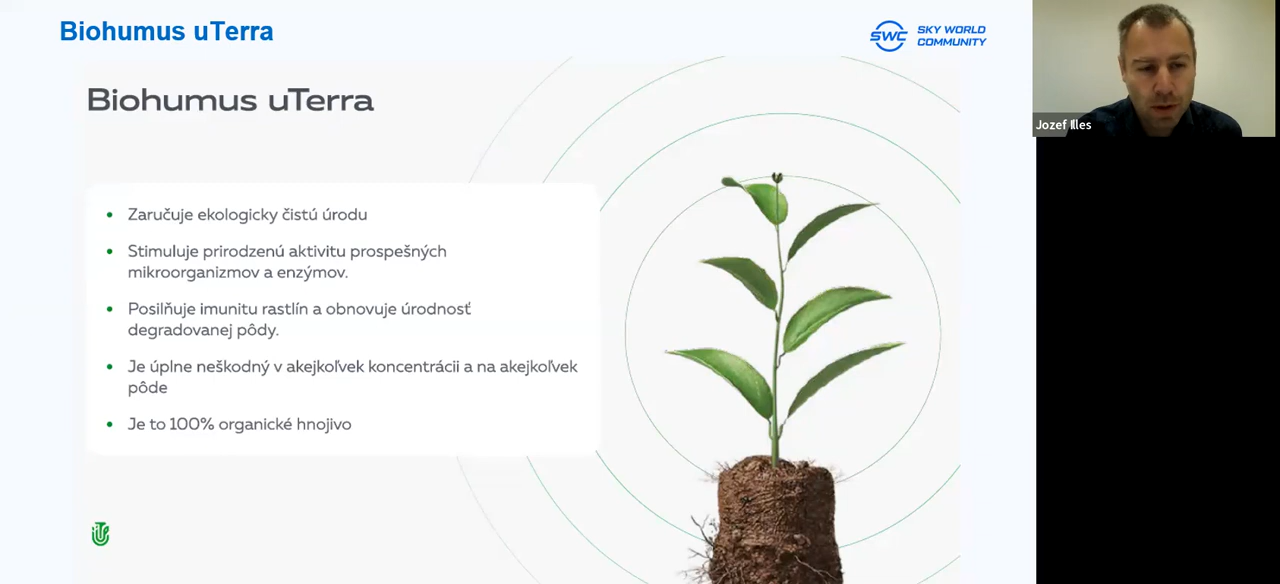 Biohumus uTerra
SWC
SKY WORLD
COMMUNITY
Biohumus uTerra
Zaručuje ekologicky čistú úrodu
Stimuluje prirodzenú aktivitu prospešných
mikroorganizmov a enzýmov.
Posilňuje imunitu rastlín a obnovuje úrodnosť
degradovanej pôdy.
Je úplne neškodný v akejkoľvek koncentrácii a na akejkoľvek
pôde
Je to 100% organické hnojivo
Jozef Illes